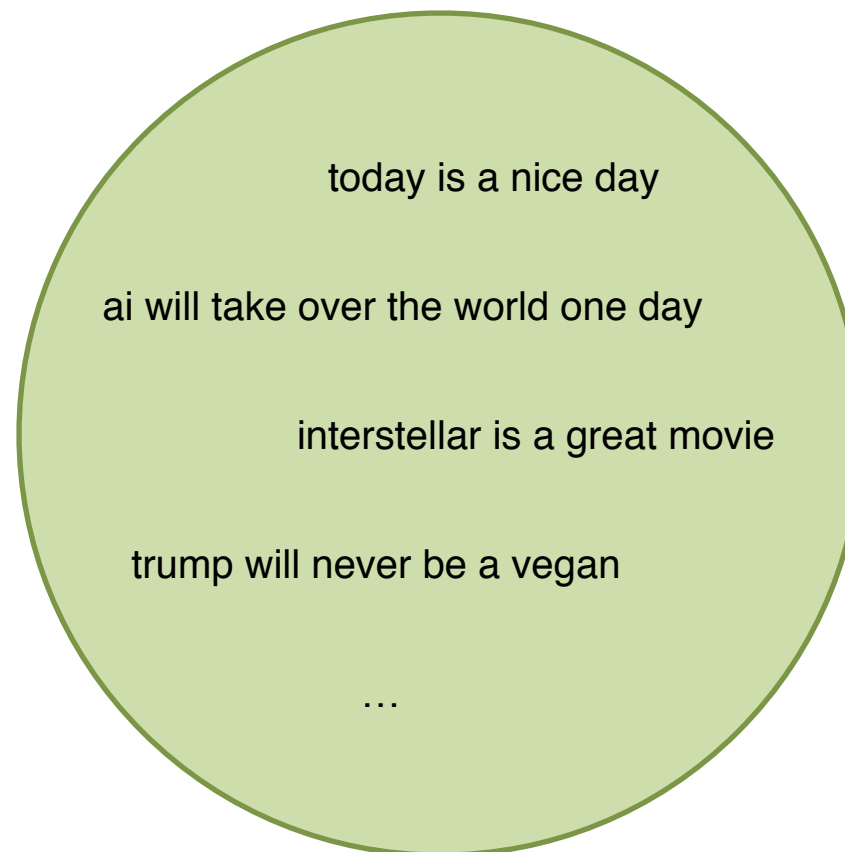 today is a nice day
ai will take over the world one day
interstellar is a great movie
trump will never be a vegan
…